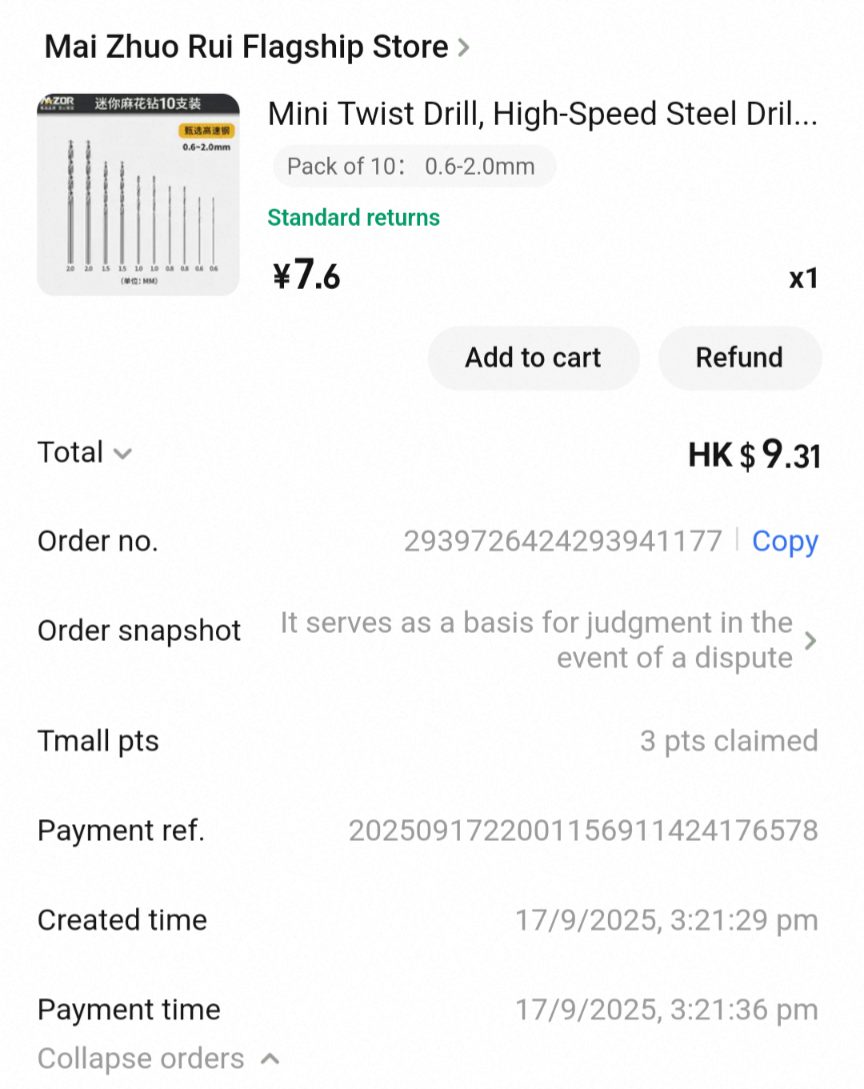 Mai Zhuo Rui Flagship Store
MZOR 迷你麻花钻10支装
甄选高速钢
0.6~2.0mm
2.0 2.0 1.5 1.5 1.0 1.0 0.8 0.8 0.6 0.6
(单位:MM)
Mini Twist Drill, High-Speed Steel Dril...
Pack of 10： 0.6-2.0mm
Standard returns
¥7.6
x1
Add to cart
Refund
Total
HK $ 9.31
Order no.
2939726424293941177 | Copy
Order snapshot
It serves as a basis for judgment in the
event of a dispute
Tmall pts
3 pts claimed
Payment ref.
2025091722001156911424176578
Created time
17/9/2025, 3:21:29 pm
Payment time
17/9/2025, 3:21:36 pm
Collapse orders